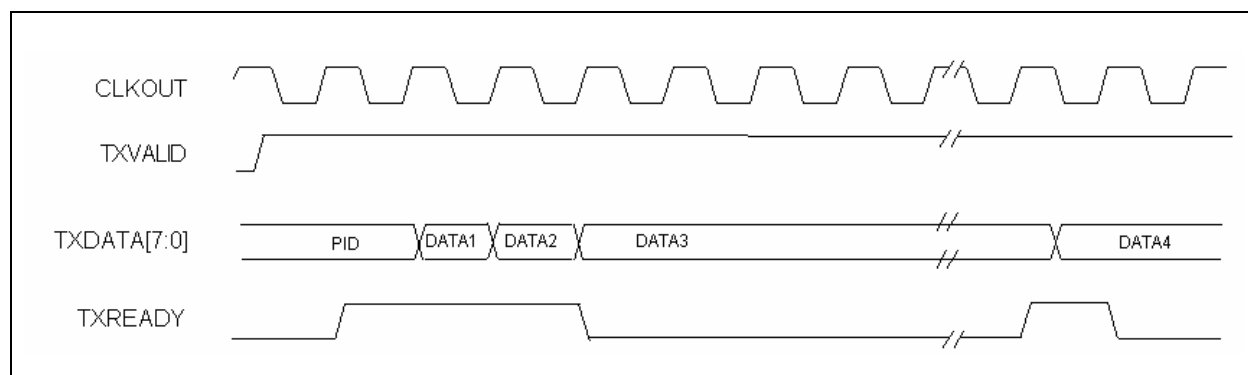 CLKOUT
TXVALID
TXDATA[7:0]
PID
DATA1
DATA2
DATA3
DATA4
TXREADY